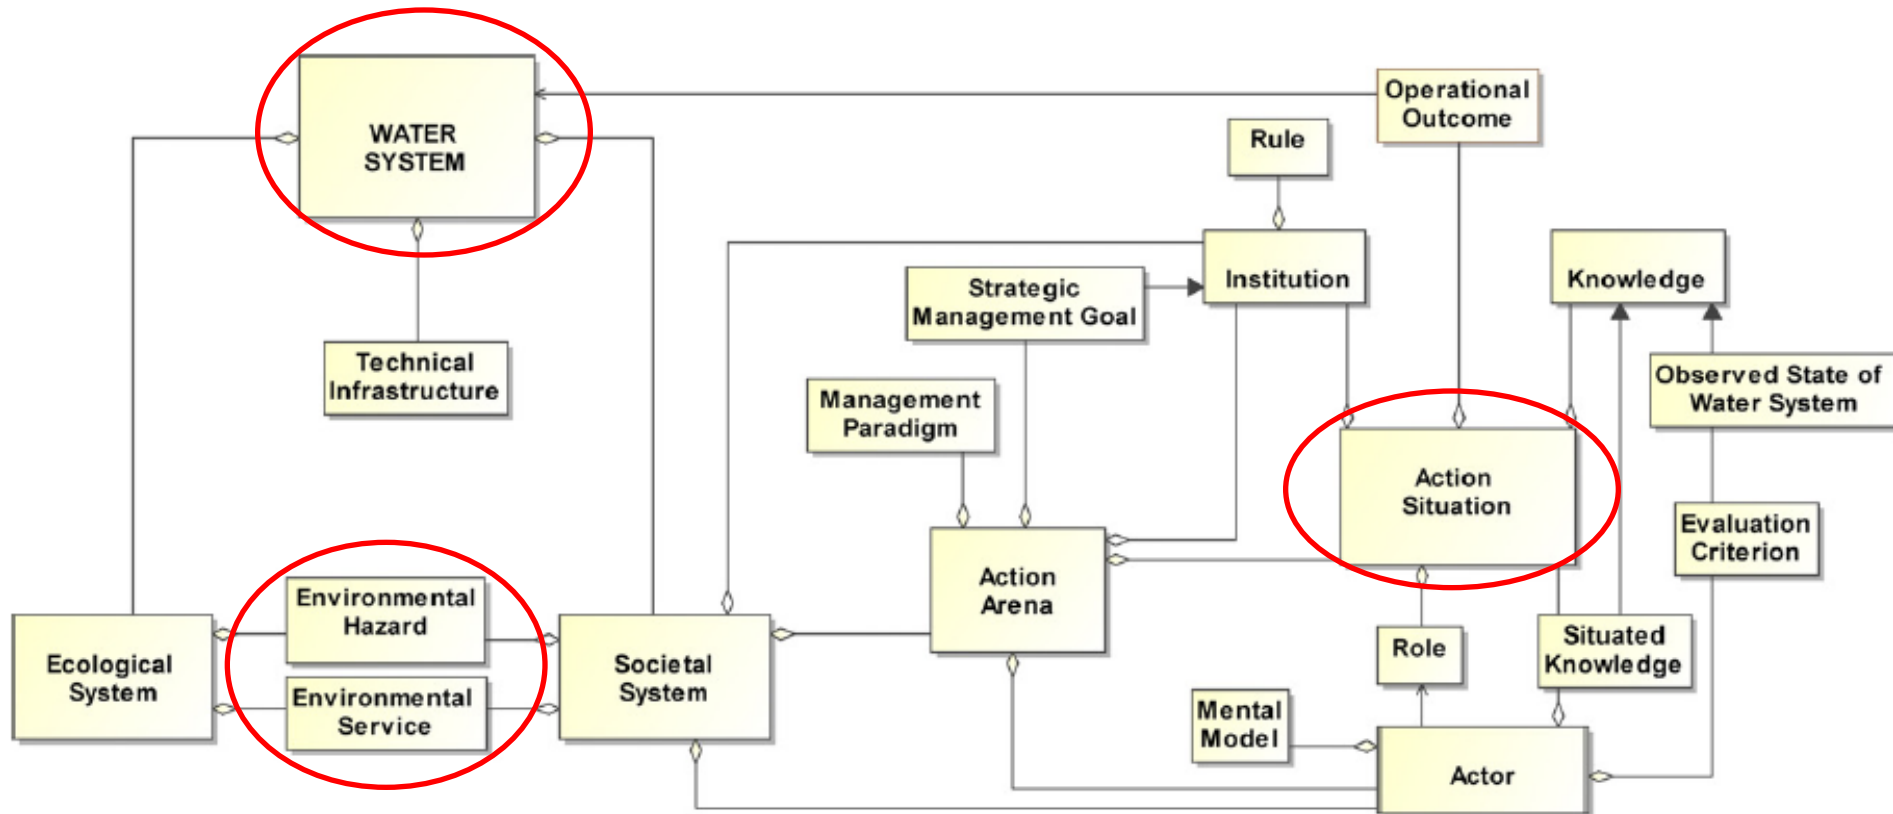 WATER
SYSTEM
Operational
Outcome
Rule
Institution
Knowledge
Strategic
Management Goal
Technical
Infrastructure
Management
Paradigm
Observed State of
Water System
Action
Situation
Evaluation
Criterion
Action
Arena
Environmental
Hazard
Ecological
System
Environmental
Service
Societal
System
Role
Situated
Knowledge
Mental
Model
Actor